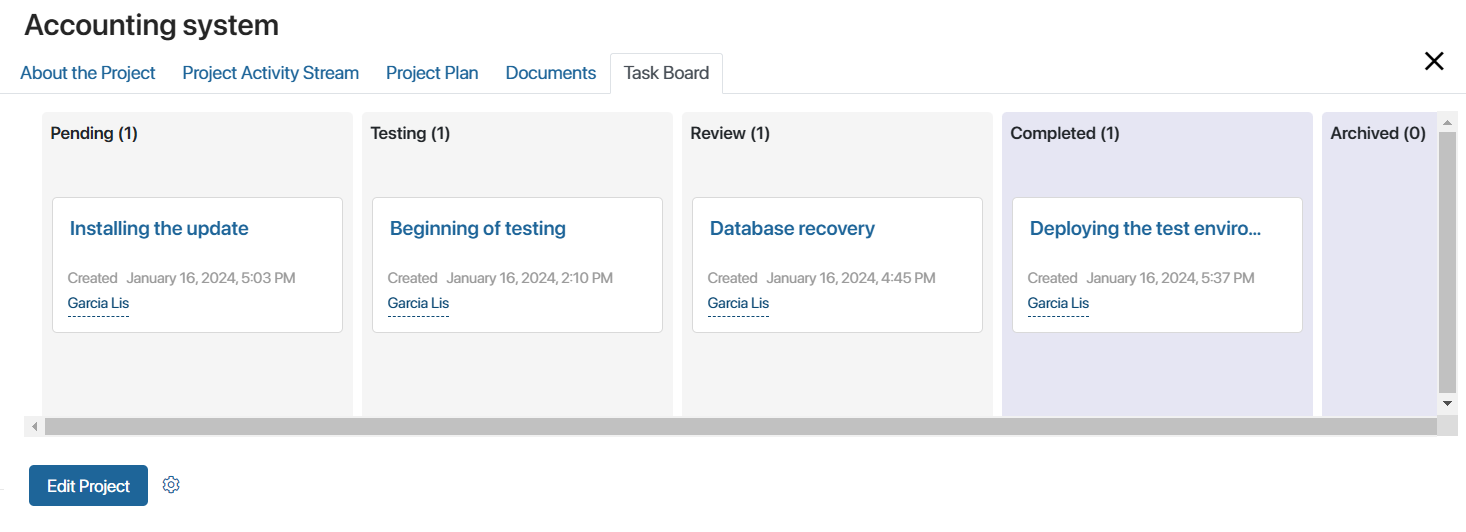 Accounting system
About the Project Project Activity Stream Project Plan Documents Task Board
Pending (1) Testing (1) Review (1) Completed (1) Archived (0)
Installing the update Beginning of testing Database recovery Deploying the test enviro...
Created January 16, 2024, 5:03 PM Created January 16, 2024, 2:10 PM Created January 16, 2024, 4:45 PM Created January 16, 2024, 5:37 PM
Garcia Lis Garcia Lis Garcia Lis Garcia Lis
Edit Project